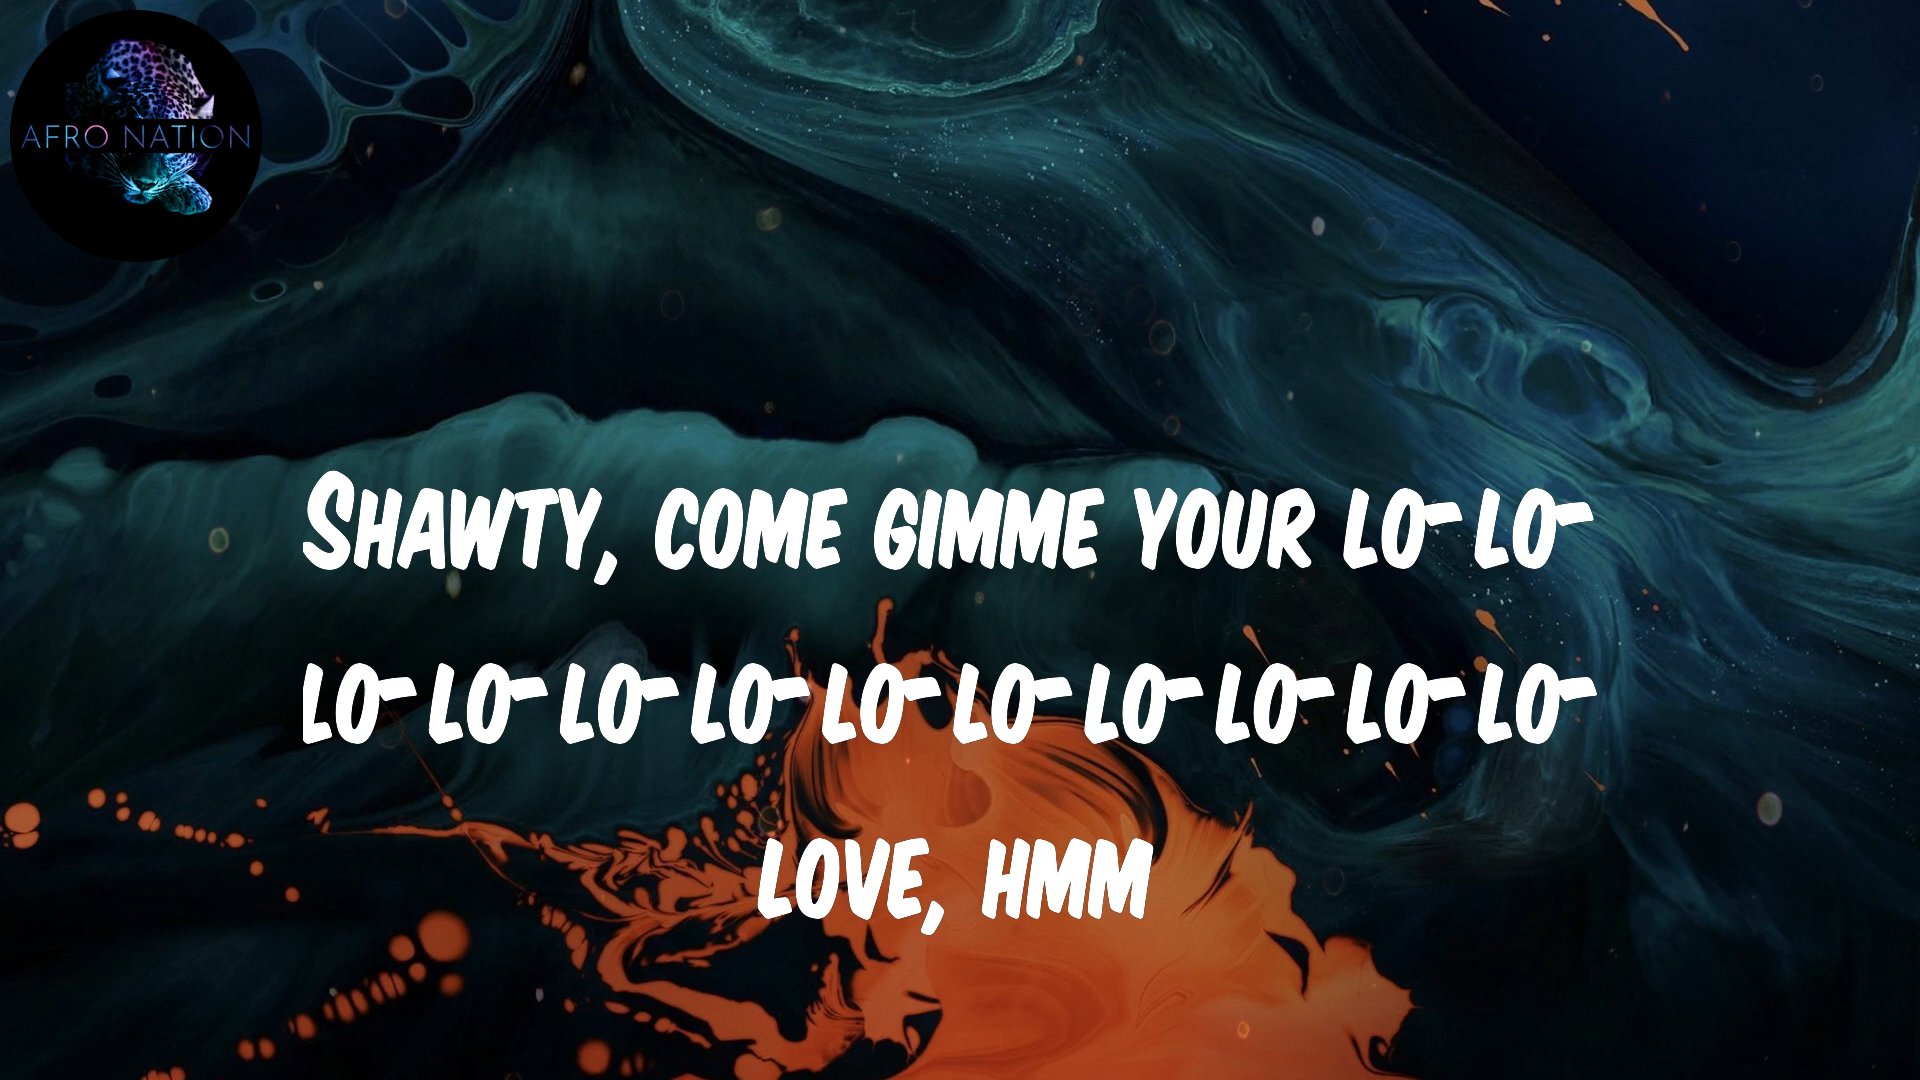 AFRO NATION
Shawty, come gimme your lo-lo-
lo-lo-lo-lo-lo-lo-lo-lo-lo-lo-
love, hmm